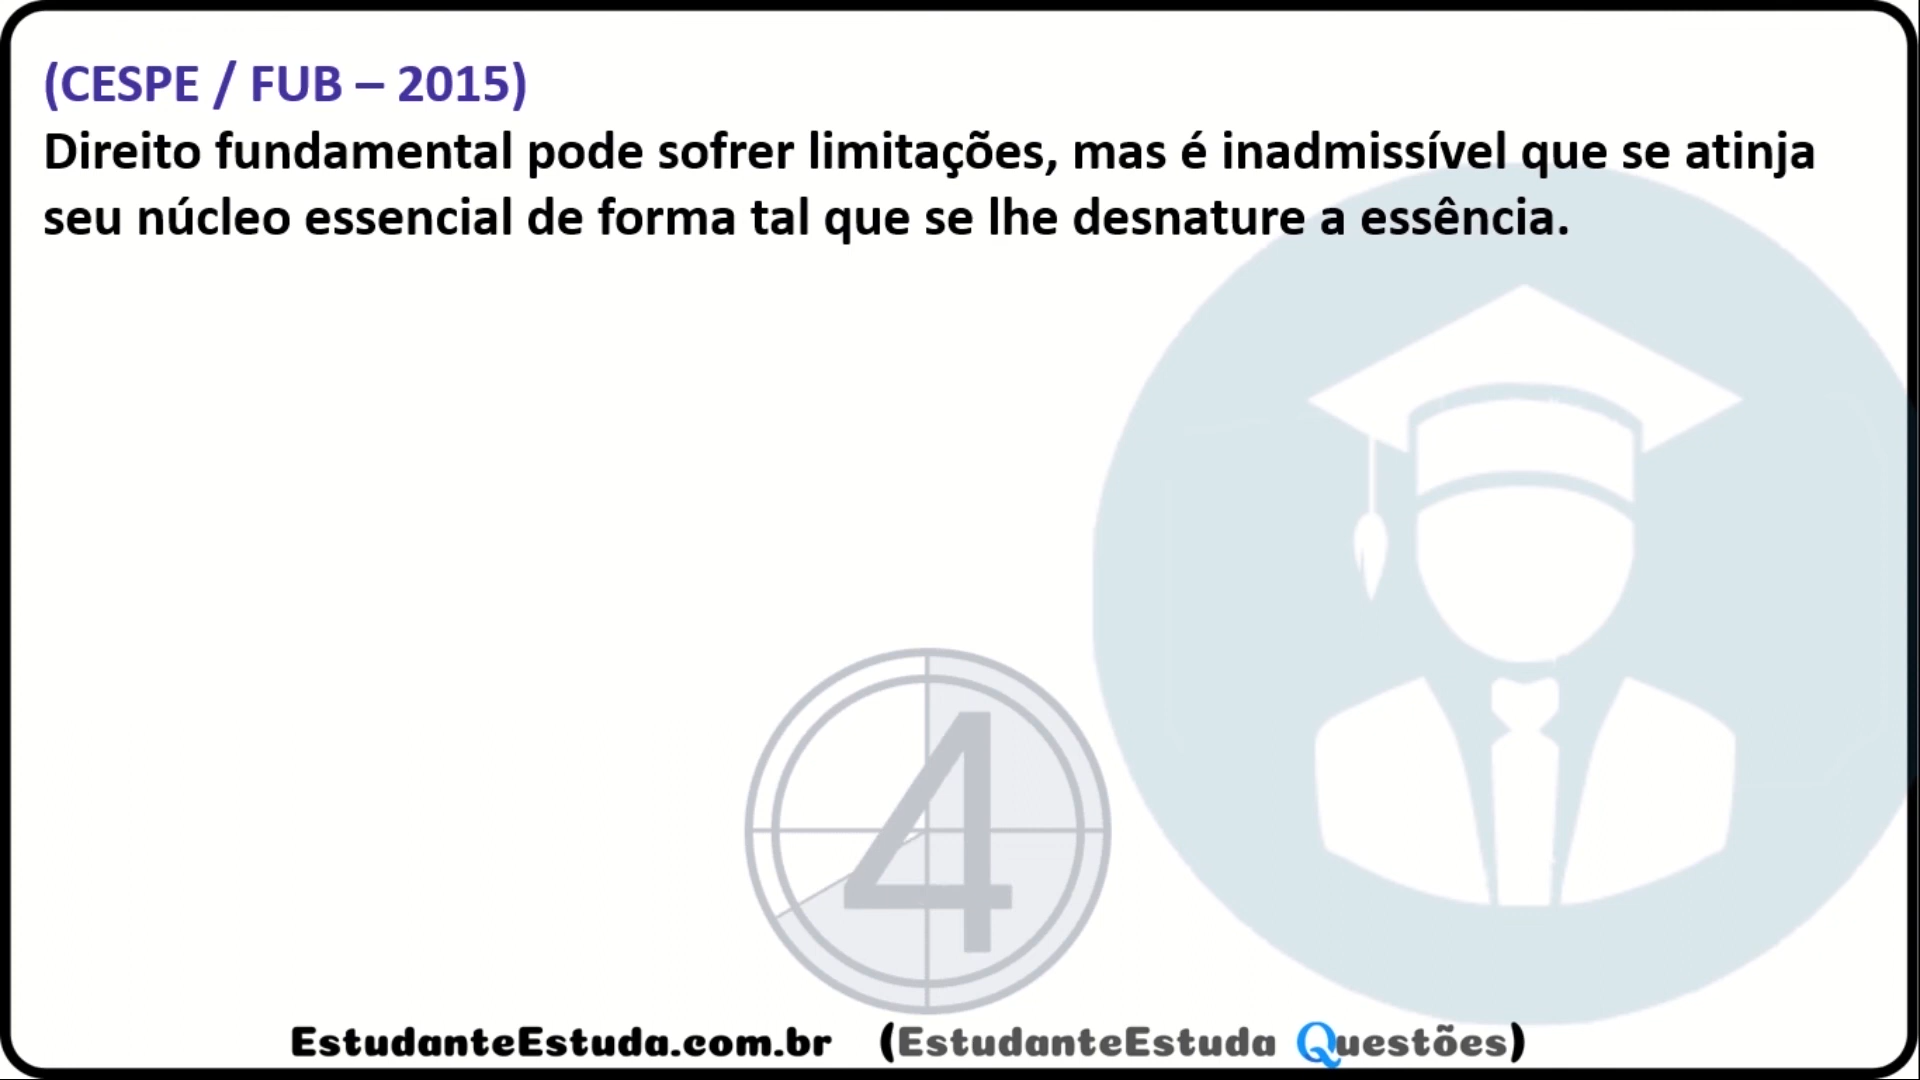 (CESPE / FUB – 2015)
Direito fundamental pode sofrer limitações, mas é inadmissível que se atinja
seu núcleo essencial de forma tal que se lhe desnature a essência.
4
EstudanteEstuda.com.br (EstudanteEstuda Questões)